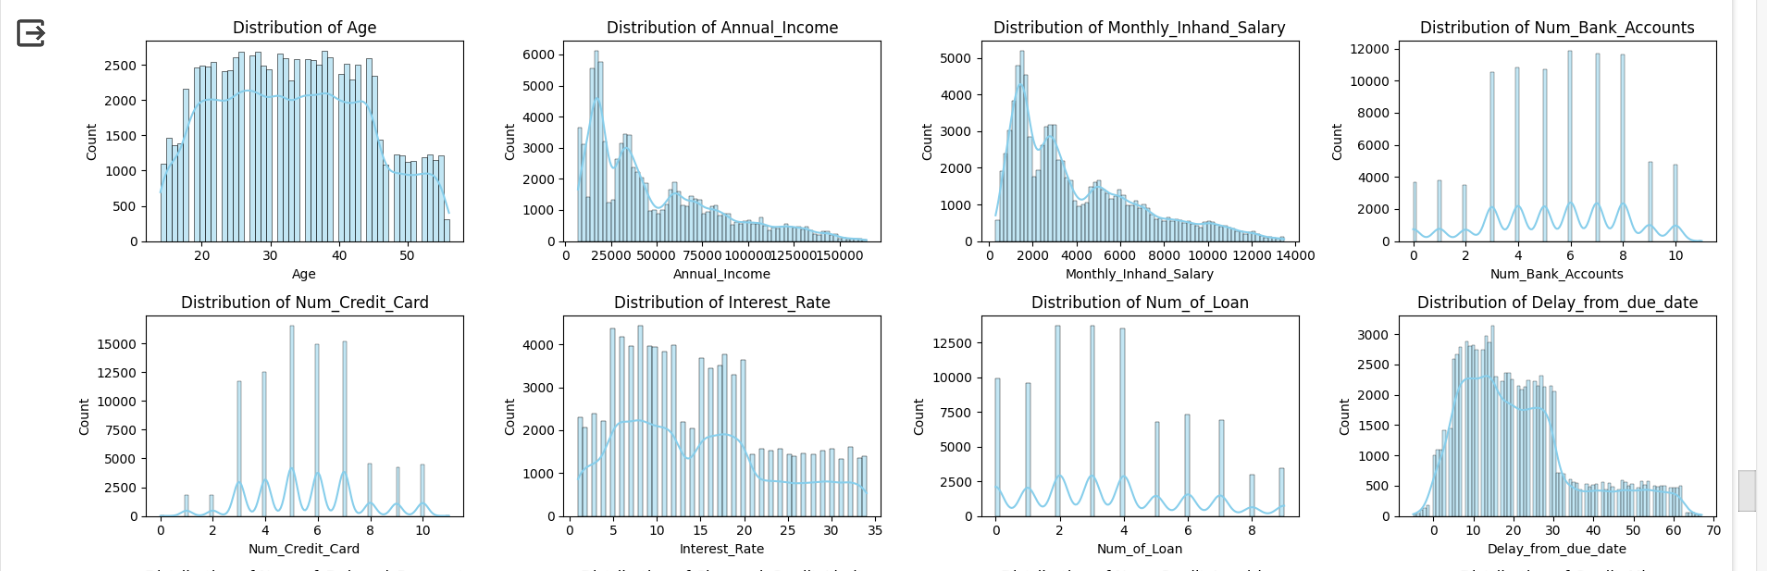 Distribution of Age
Distribution of Annual_Income
Distribution of Monthly_Inhand_Salary
Distribution of Num_Bank_Accounts
2500
2000
1500
1000
500
0
Count
20 30 40 50
Age
6000
5000
4000
3000
2000
1000
0
Count
0 25000 50000 75000 100000 125000 150000
Annual_Income
5000
4000
3000
2000
1000
0
Count
0 2000 4000 6000 8000 10000 12000 14000
Monthly_Inhand_Salary
12000
10000
8000
6000
4000
2000
0
Count
0 2 4 6 8 10
Num_Bank_Accounts
Distribution of Num_Credit_Card
Distribution of Interest_Rate
Distribution of Num_of_Loan
Distribution of Delay_from_due_date
15000
12500
10000
7500
5000
2500
0
Count
0 2 4 6 8 10
Num_Credit_Card
4000
3000
2000
1000
0
Count
0 5 10 15 20 25 30 35
Interest_Rate
12500
10000
7500
5000
2500
0
Count
0 2 4 6 8
Num_of_Loan
3000
2500
2000
1500
1000
500
0
Count
0 10 20 30 40 50 60 70
Delay_from_due_date